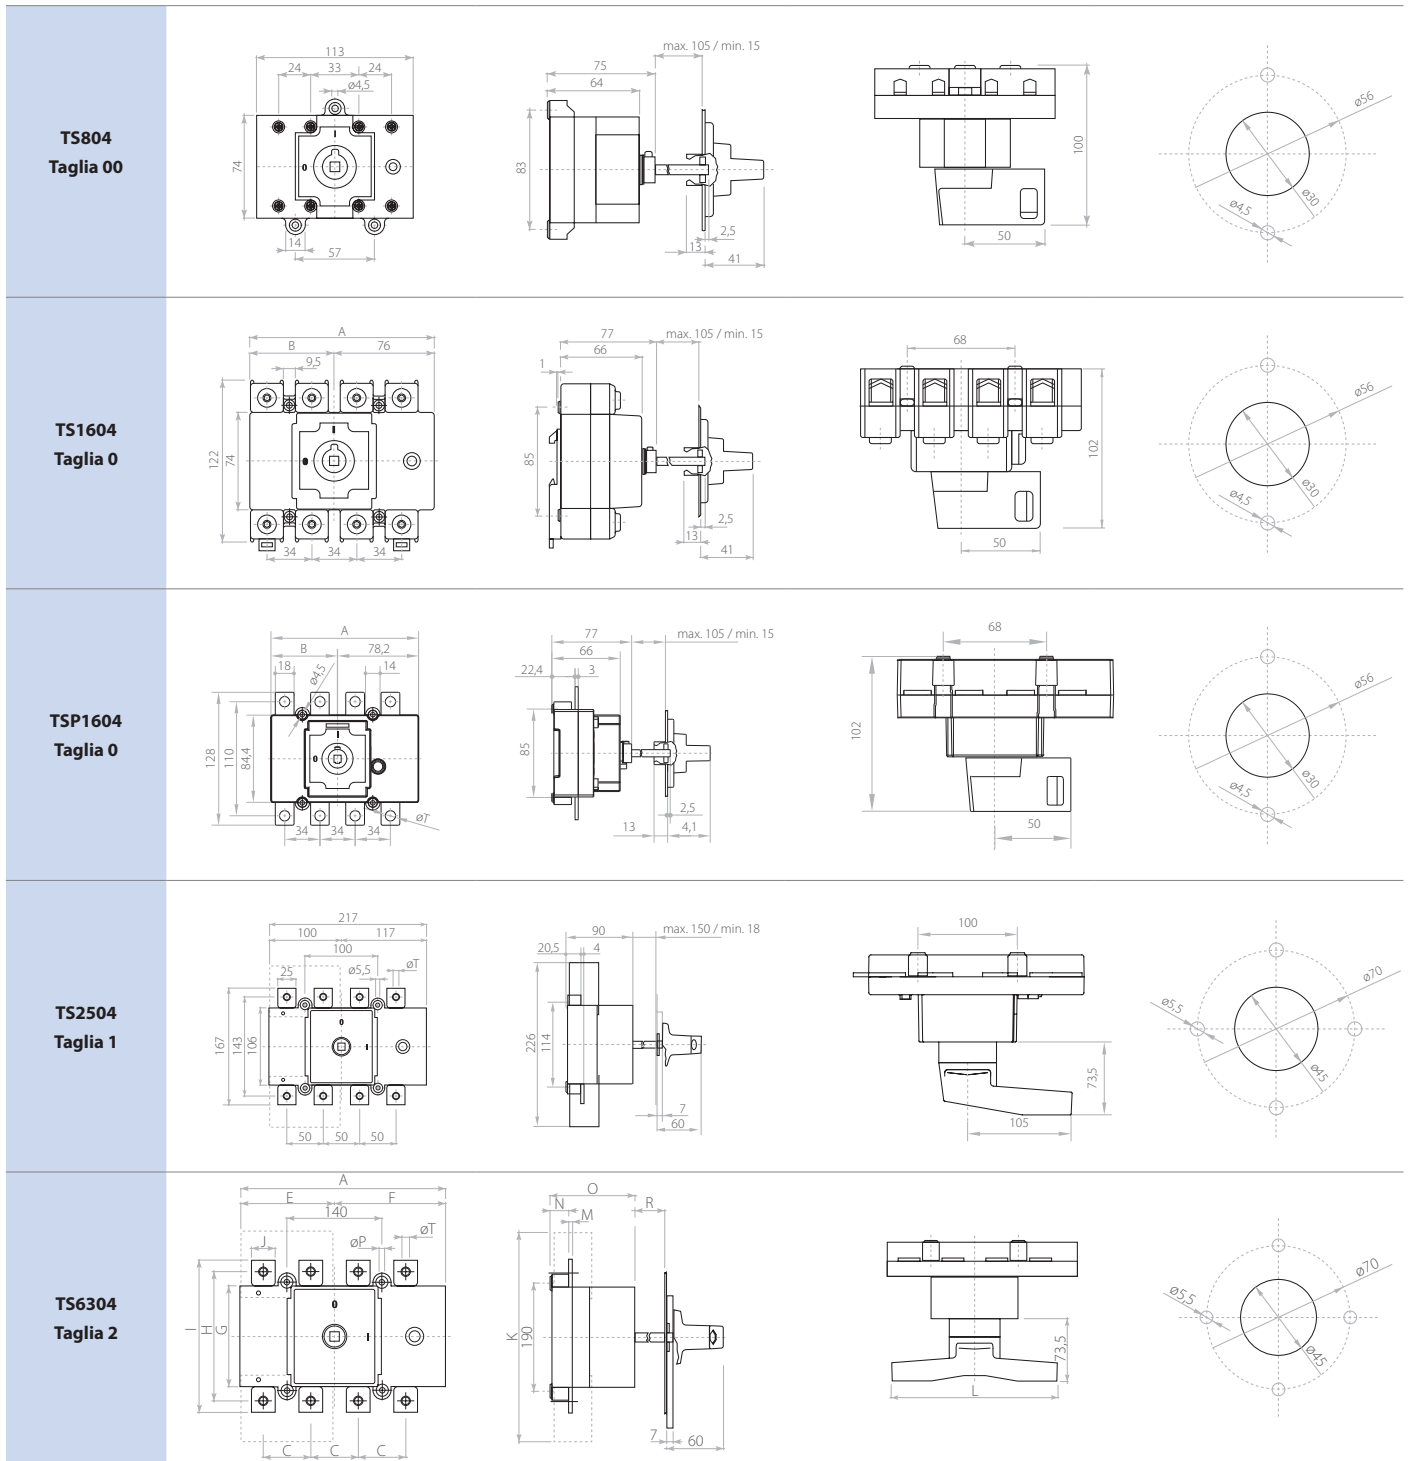 TS804
Taglia 00
113
24 33 24
ø4,5
74
14
57
max. 105 / min. 15
75
64
83
2,5
13
41
100
50
ø56
ø30
ø4,5
TS1604
Taglia 0
A
B 76
9,5
122
74
34 34 34
77 max. 105 / min. 15
66
1
85
2,5
13
41
68
102
50
ø56
ø30
ø4,5
TSP1604
Taglia 0
A
B 78,2
18 ø4,5 14
128
110
84,4
øT
34 34 34
77 max. 105 / min. 15
66
22,4 3
85
2,5
13 4,1
68
102
50
ø56
ø30
ø4,5
TS2504
Taglia 1
217
100 117
100
25 ø5,5 øT
167
143
106
50 50 50
90 max. 150 / min. 18
20,5 4
226
114
7
60
100
73,5
105
ø70
ø5,5
ø45
TS6304
Taglia 2
A
E F
140
øT
J øP
I
H
G
C C C
O
N R
M
K
190
7 60
73,5
L
ø70
ø5,5
ø45